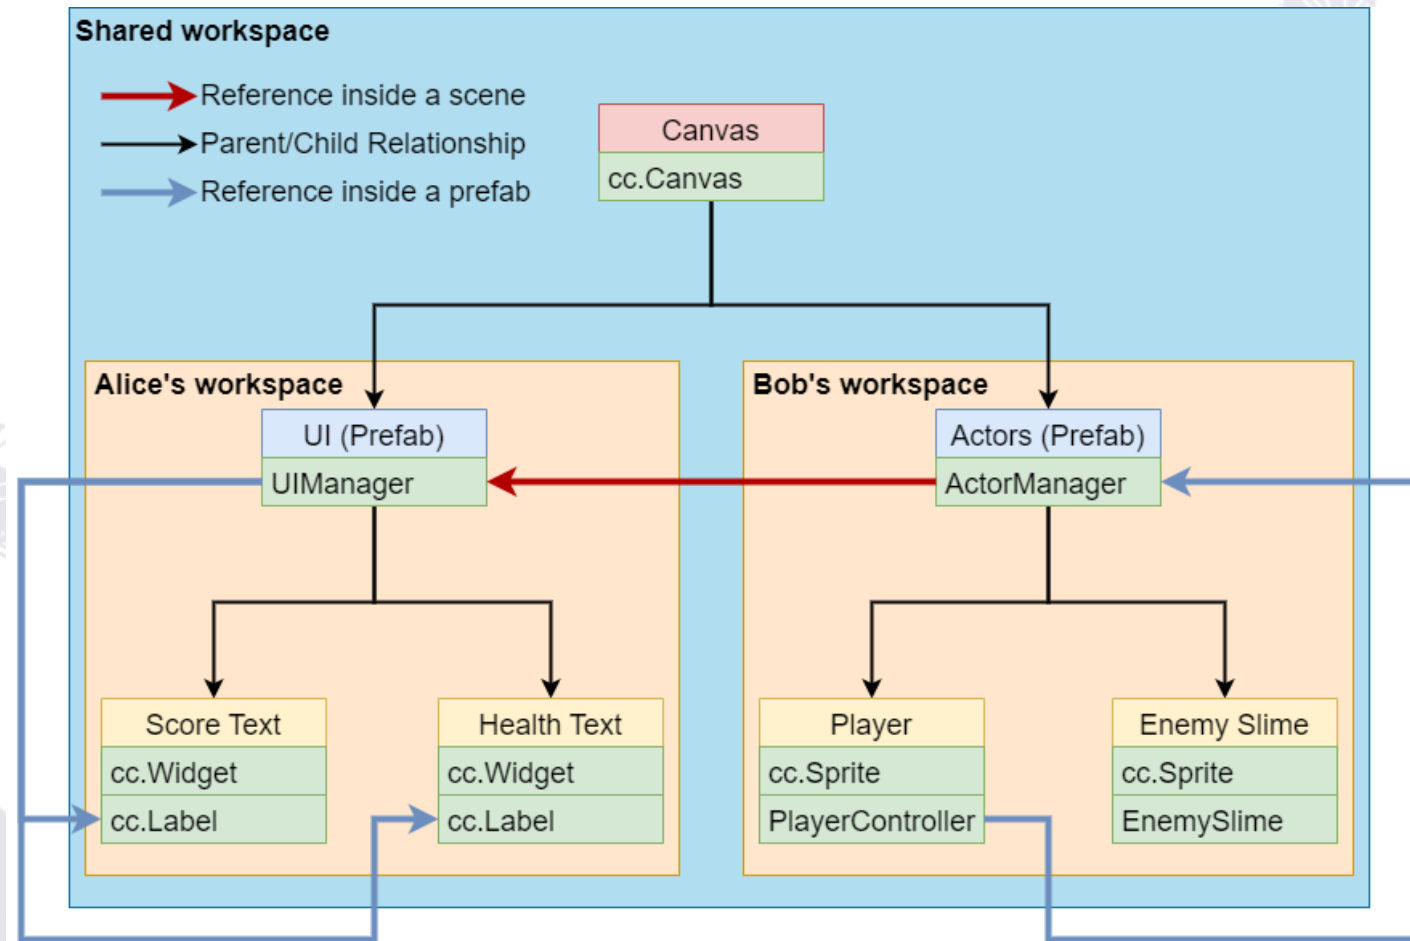 Shared workspace
Reference inside a scene
Parent/Child Relationship
Reference inside a prefab
Canvas
cc.Canvas
Alice's workspace
UI (Prefab)
UIManager
Score Text
cc.Widget
cc.Label
Health Text
cc.Widget
cc.Label
Bob's workspace
Actors (Prefab)
ActorManager
Player
cc.Sprite
PlayerController
Enemy Slime
cc.Sprite
EnemySlime